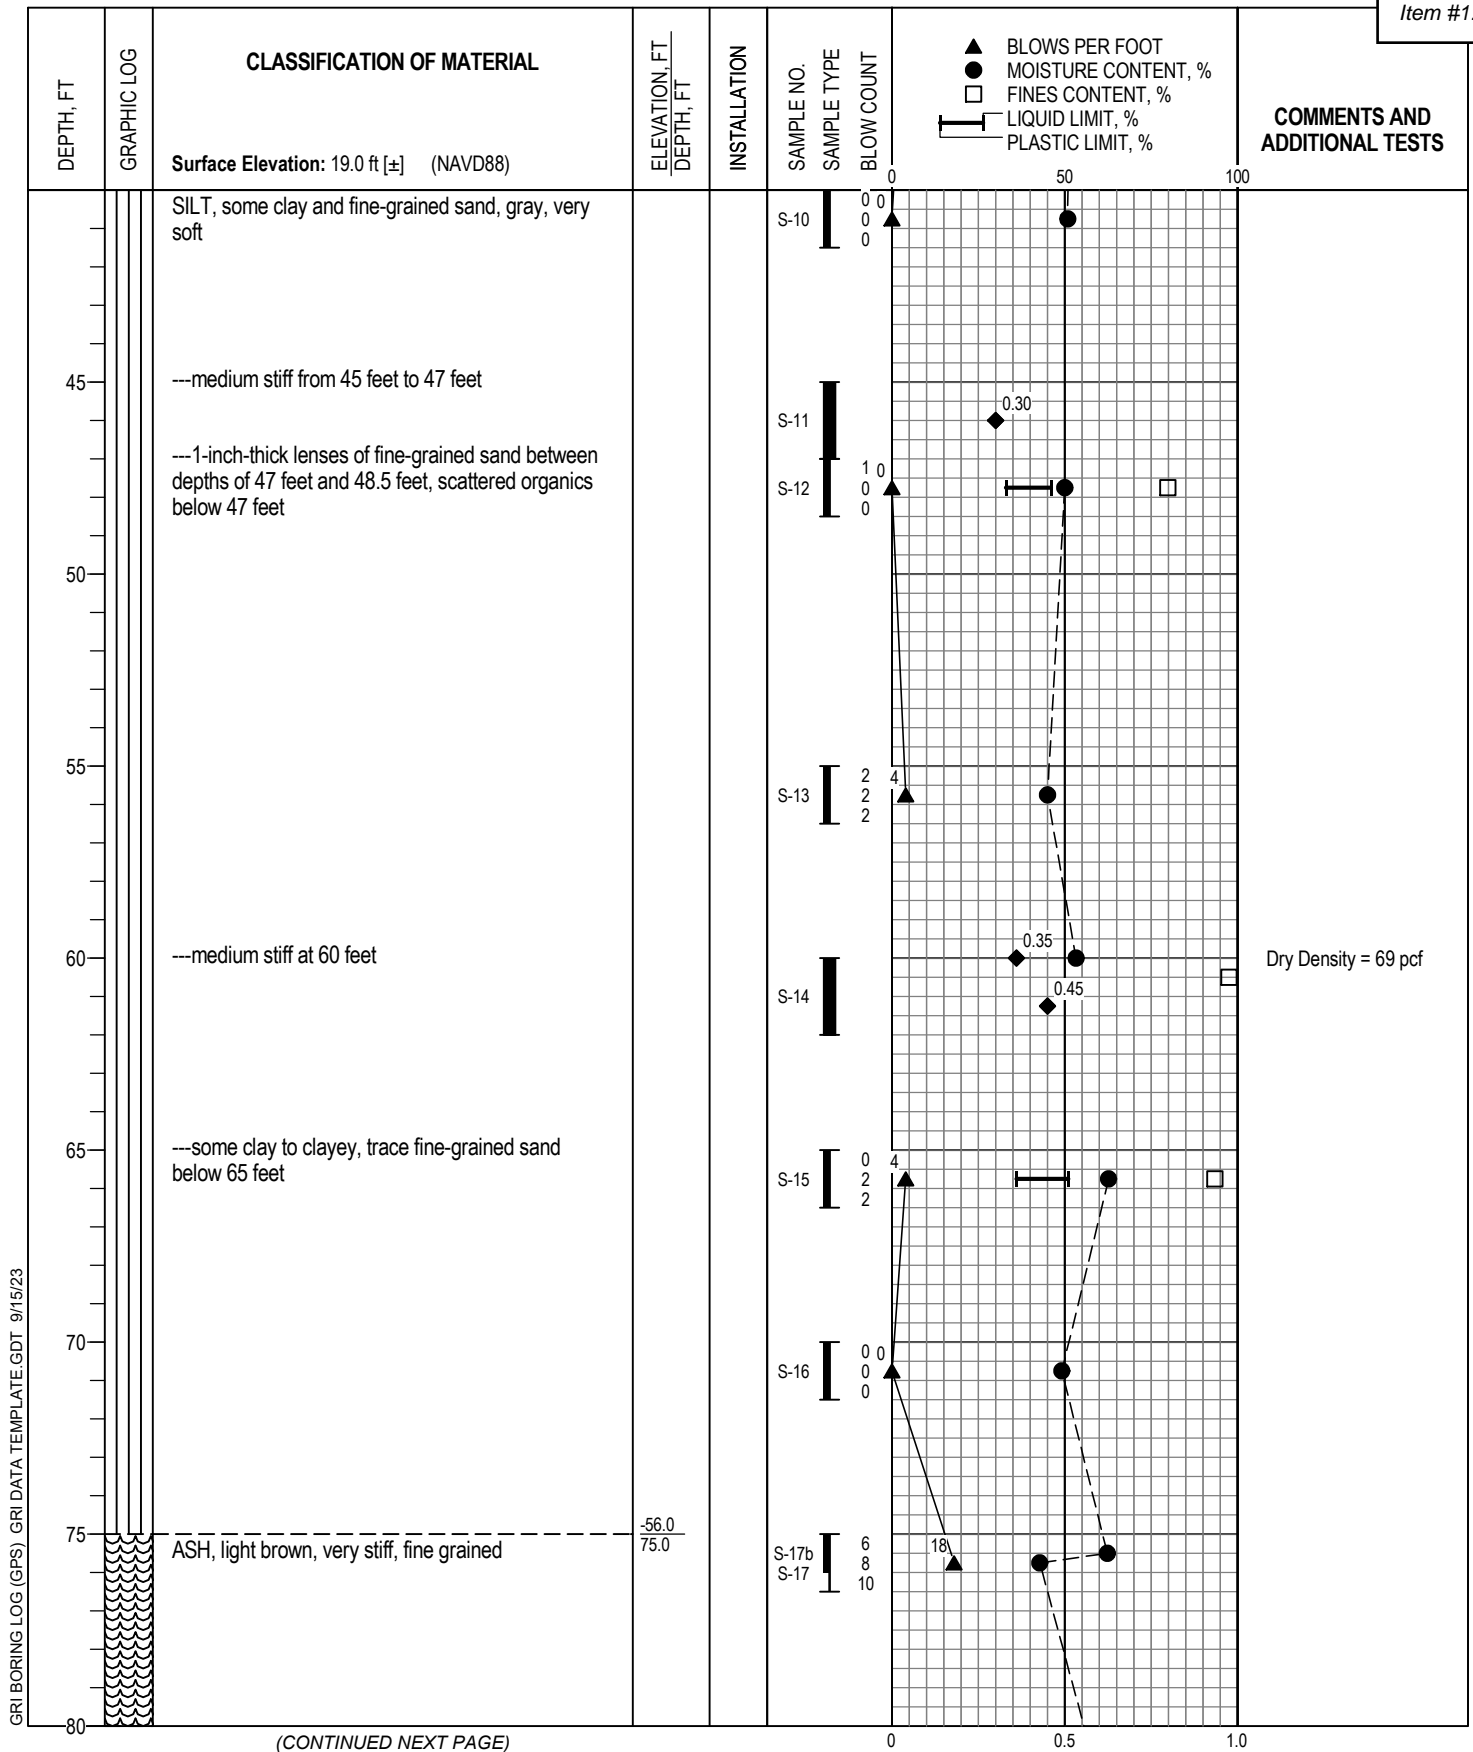 Item #1
DEPTH, FT
GRAPHIC LOG
CLASSIFICATION OF MATERIAL
Surface Elevation: 19.0 ft [±] (NAVD88)
ELEVATION, FT
DEPTH, FT
INSTALLATION
SAMPLE NO.
SAMPLE TYPE
BLOW COUNT
BLOWS PER FOOT
MOISTURE CONTENT, %
FINES CONTENT, %
LIQUID LIMIT, %
PLASTIC LIMIT, %
COMMENTS AND
ADDITIONAL TESTS
0 50 100
SILT, some clay and fine-grained sand, gray, very
soft
S-10
0 0
0
0
45
---medium stiff from 45 feet to 47 feet
S-11
0.30
---1-inch-thick lenses of fine-grained sand between
depths of 47 feet and 48.5 feet, scattered organics
below 47 feet
S-12
1 0
0
0
50
55
S-13
2 4
2
2
60
---medium stiff at 60 feet
S-14
0.35
0.45
Dry Density = 69 pcf
65
---some clay to clayey, trace fine-grained sand
below 65 feet
S-15
0 4
2
2
70
S-16
0 0
0
0
75
-56.0
75.0
ASH, light brown, very stiff, fine grained
S-17b
S-17
6
8
10
18
80
0 0.5 1.0
(CONTINUED NEXT PAGE)
GRI BORING LOG (GPS) GRI DATA TEMPLATE.GDT 9/15/23